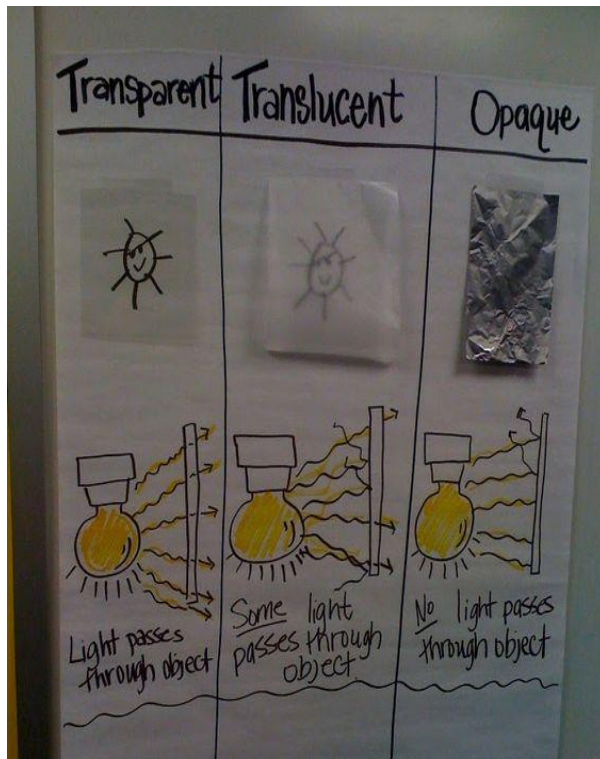 Transparent
Translucent
Opaque
Light passes
through object
Some light
passes through
object
No light passes
through object